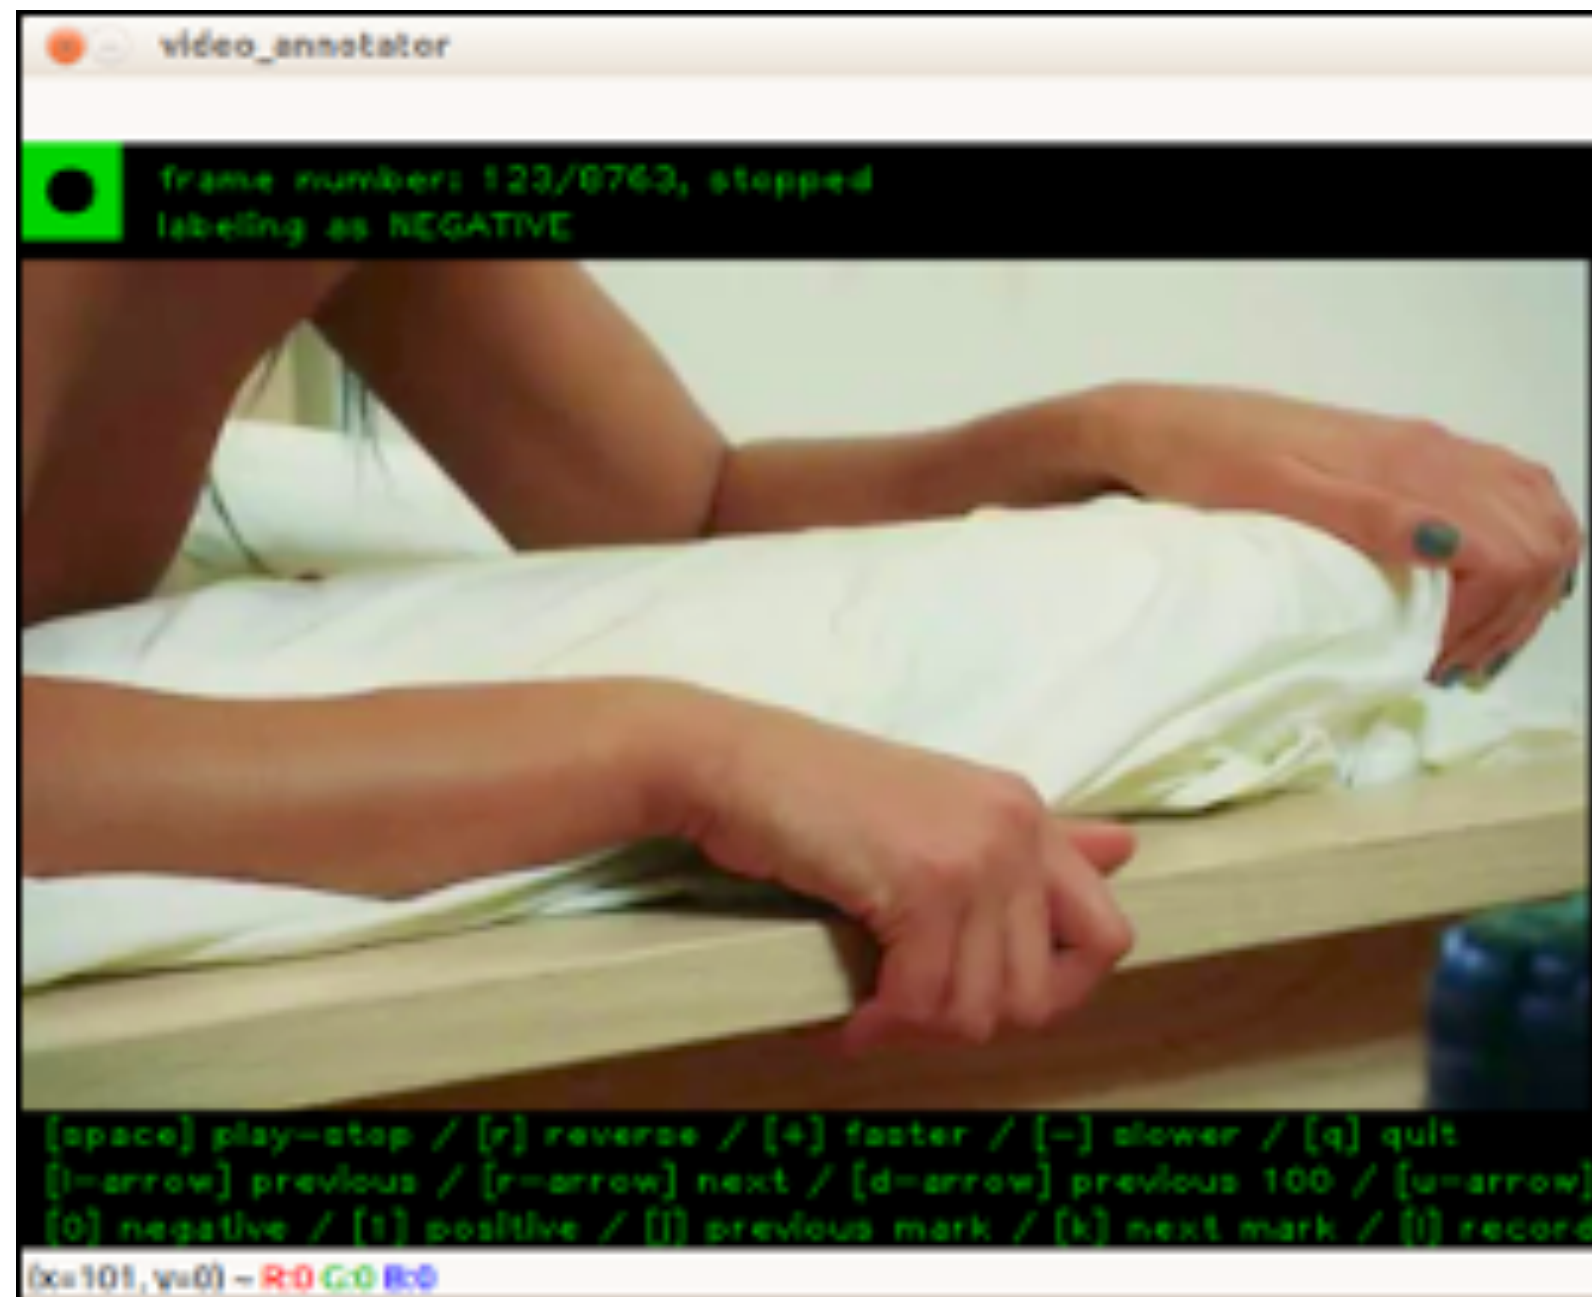 video_annotator
frame number: 123/8763, stopped
labeling as NEGATIVE
[space] play-stop / [r] reverse / [+] faster / [-] slower / [q] quit
[l-arrow] previous / [r-arrow] next / [d-arrow] previous 100 / [u-arrow]
[0] negative / [1] positive / [j] previous mark / [k] next mark / [l] record
(x=101, y=0) ~ R:0 G:0 B:0